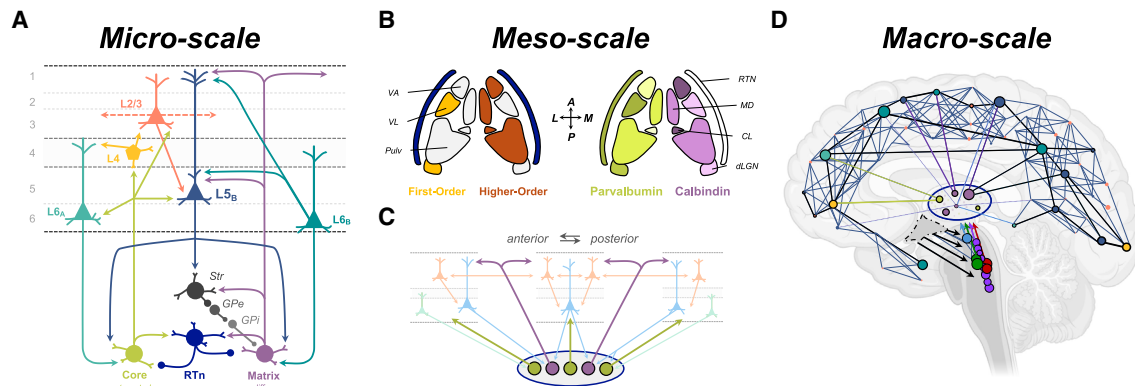 A
Micro-scale
1
2
3
4
5
6
L2/3
L4
L5B
L6A
L6B
Str
GPe
GPi
Core
RTn
Matrix
B
Meso-scale
VA
VL
Pulv
A
L M
P
RTN
MD
CL
dLGN
First-Order Higher-Order
Parvalbumin Calbindin
C
anterior posterior
D
Macro-scale